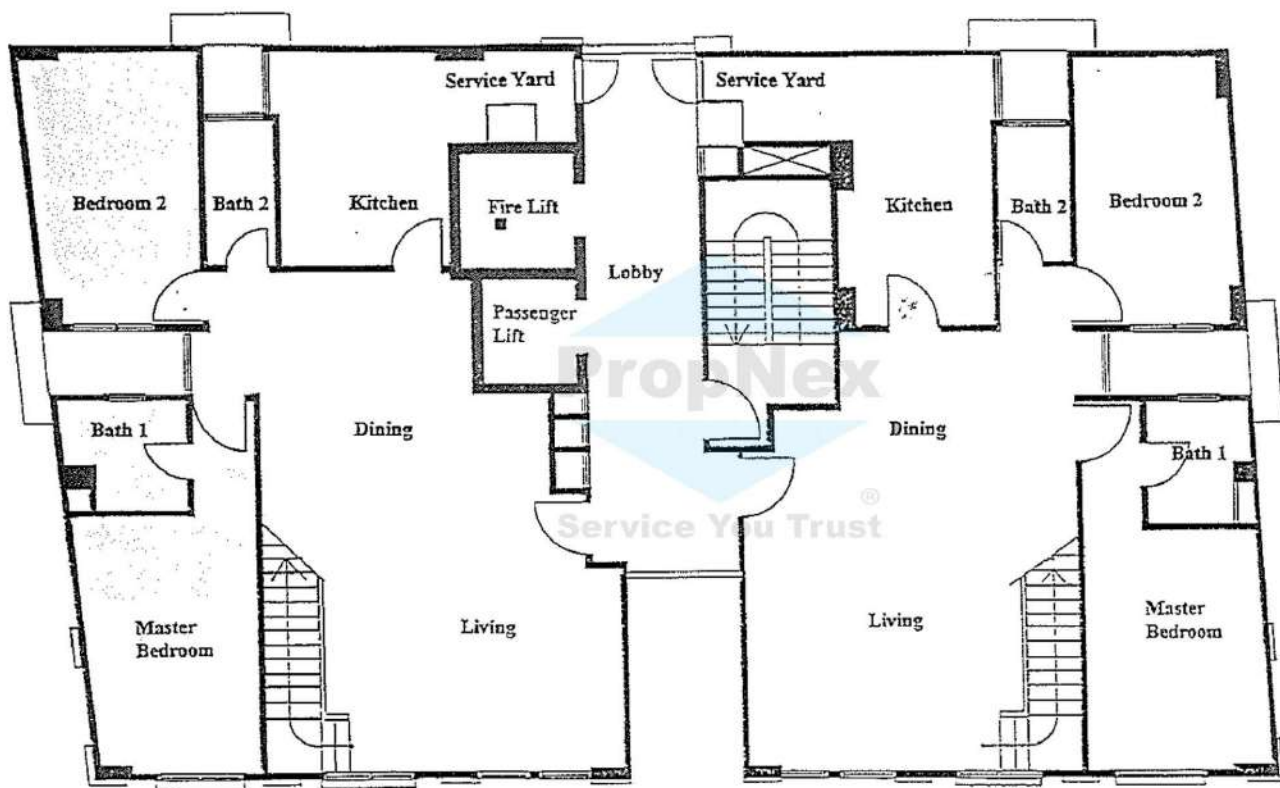 Service Yard
Service Yard
Bedroom 2
Bath 2
Kitchen
Fire Lift
Kitchen
Bath 2
Bedroom 2
Lobby
Passenger
Lift
PropNex
Bath 1
Dining
Dining
Bath 1
®
Service You Trust
Master
Bedroom
Living
Living
Master
Bedroom